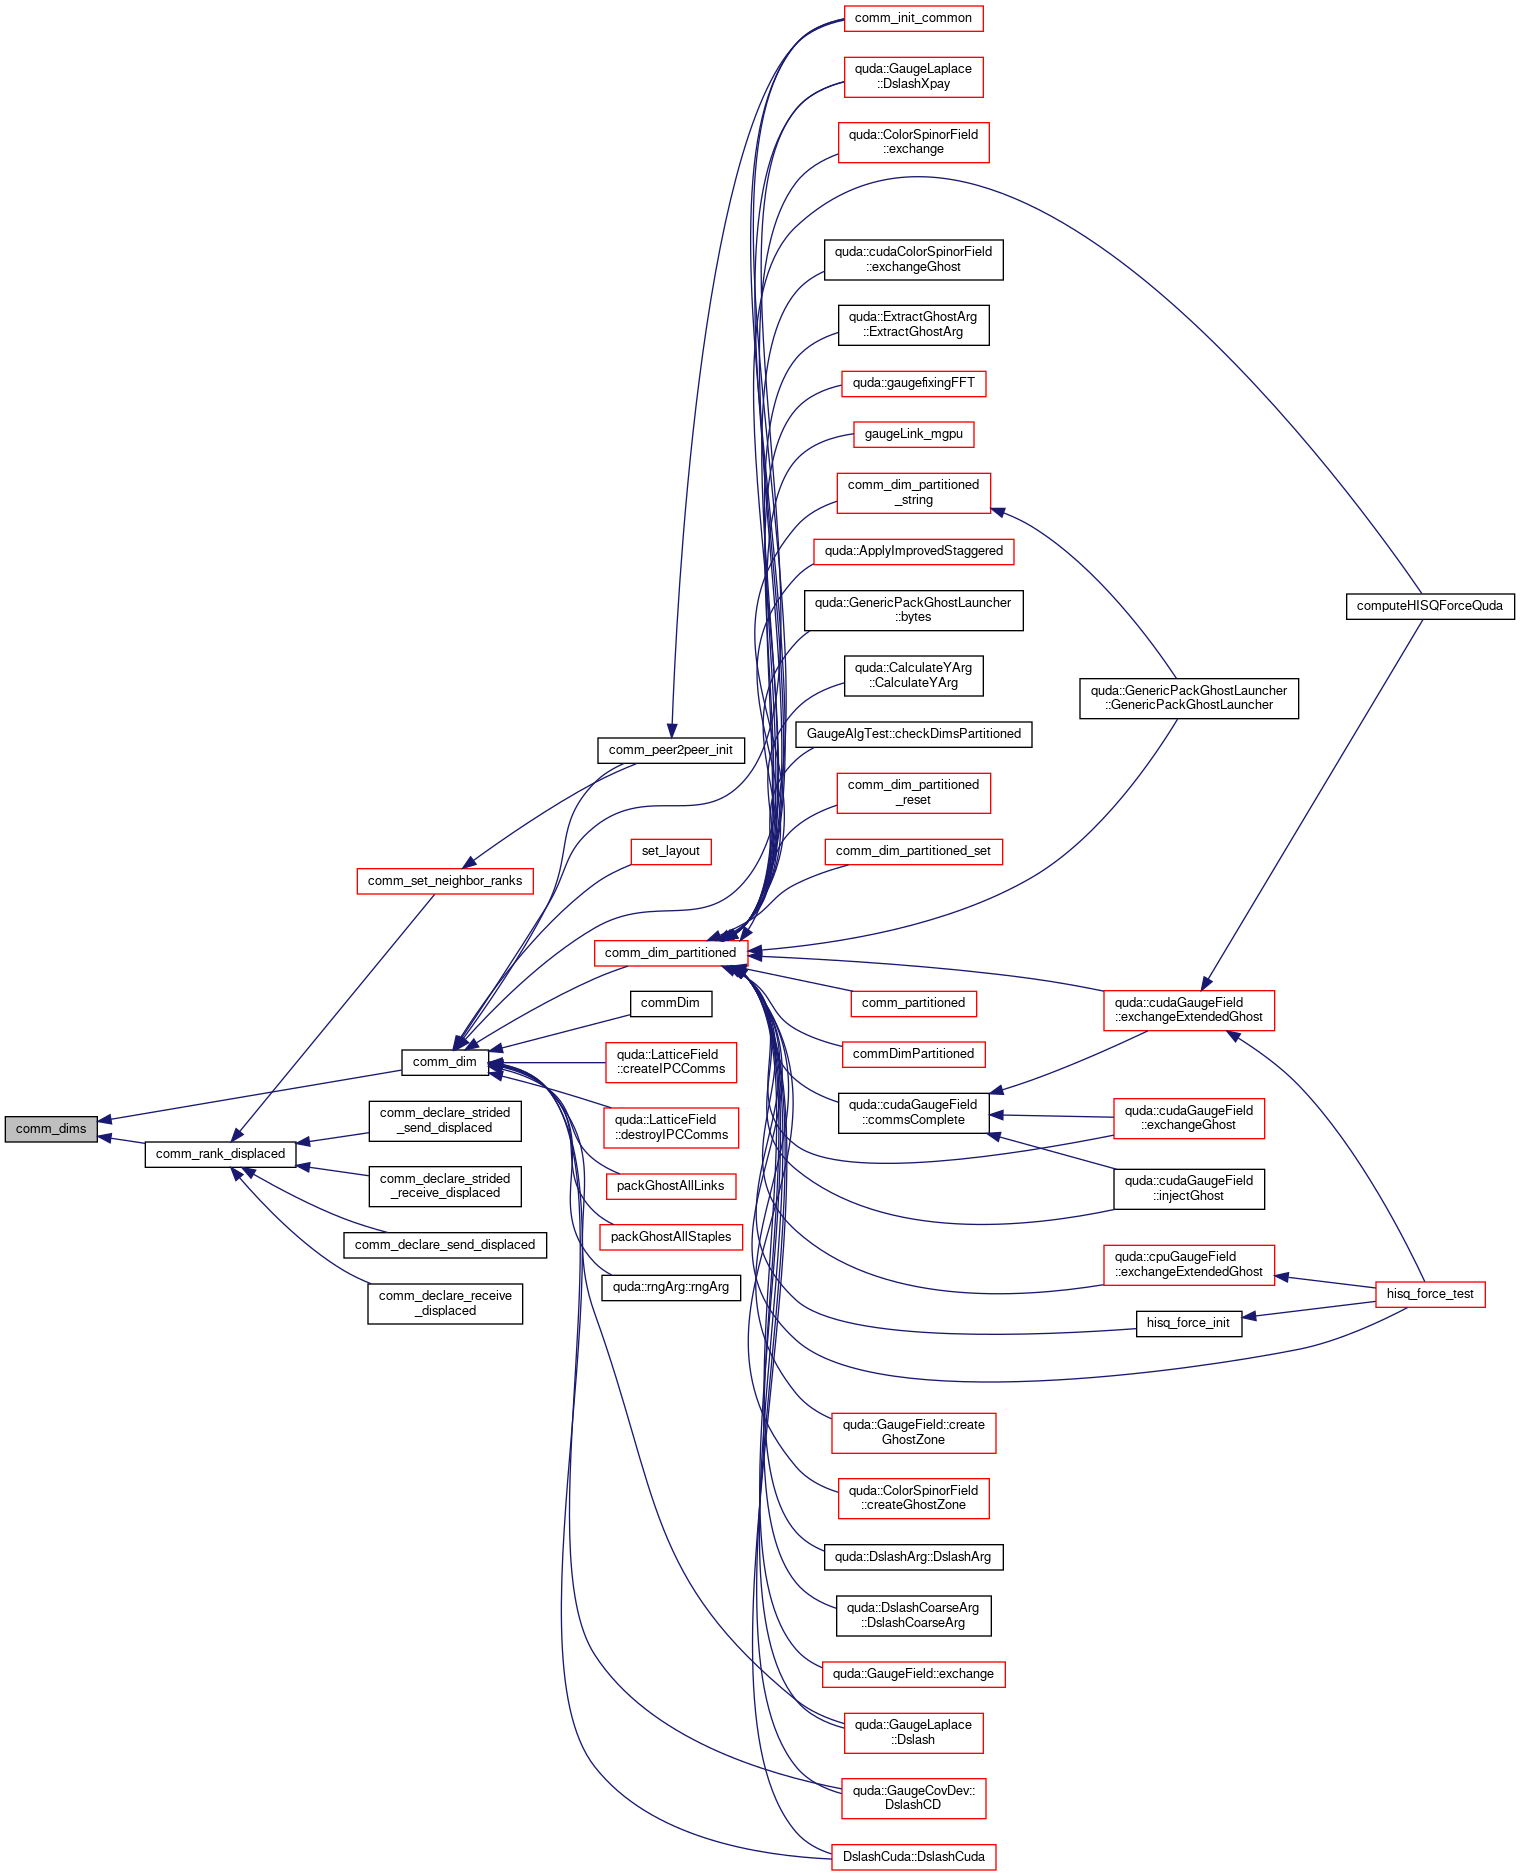 comm_init_common
quda::GaugeLaplace
::DslashXpay
quda::ColorSpinorField
::exchange
quda::cudaColorSpinorField
::exchangeGhost
quda::ExtractGhostArg
::ExtractGhostArg
quda::gaugefixingFFT
gaugeLink_mgpu
comm_dim_partitioned
_string
quda::ApplyImprovedStaggered
quda::GenericPackGhostLauncher
::bytes
computeHISQForceQuda
quda::CalculateYArg
::CalculateYArg
quda::GenericPackGhostLauncher
::GenericPackGhostLauncher
GaugeAlgTest::checkDimsPartitioned
comm_peer2peer_init
comm_dim_partitioned
_reset
set_layout
comm_dim_partitioned_set
comm_set_neighbor_ranks
comm_dim_partitioned
commDim
comm_partitioned
quda::cudaGaugeField
::exchangeExtendedGhost
comm_dim
quda::LatticeField
::createIPCComms
commDimPartitioned
comm_dims
comm_rank_displaced
comm_declare_strided
_send_displaced
quda::LatticeField
::destroyIPCComms
quda::cudaGaugeField
::commsComplete
quda::cudaGaugeField
::exchangeGhost
comm_declare_strided
_receive_displaced
packGhostAllLinks
quda::cudaGaugeField
::injectGhost
comm_declare_send_displaced
packGhostAllStaples
comm_declare_receive
_displaced
quda::rngArg::rngArg
quda::cpuGaugeField
::exchangeExtendedGhost
hisq_force_test
hisq_force_init
quda::GaugeField::create
GhostZone
quda::ColorSpinorField
::createGhostZone
quda::DslashArg::DslashArg
quda::DslashCoarseArg
::DslashCoarseArg
quda::GaugeField::exchange
quda::GaugeLaplace
::Dslash
quda::GaugeCovDev::
DslashCD
DslashCuda::DslashCuda